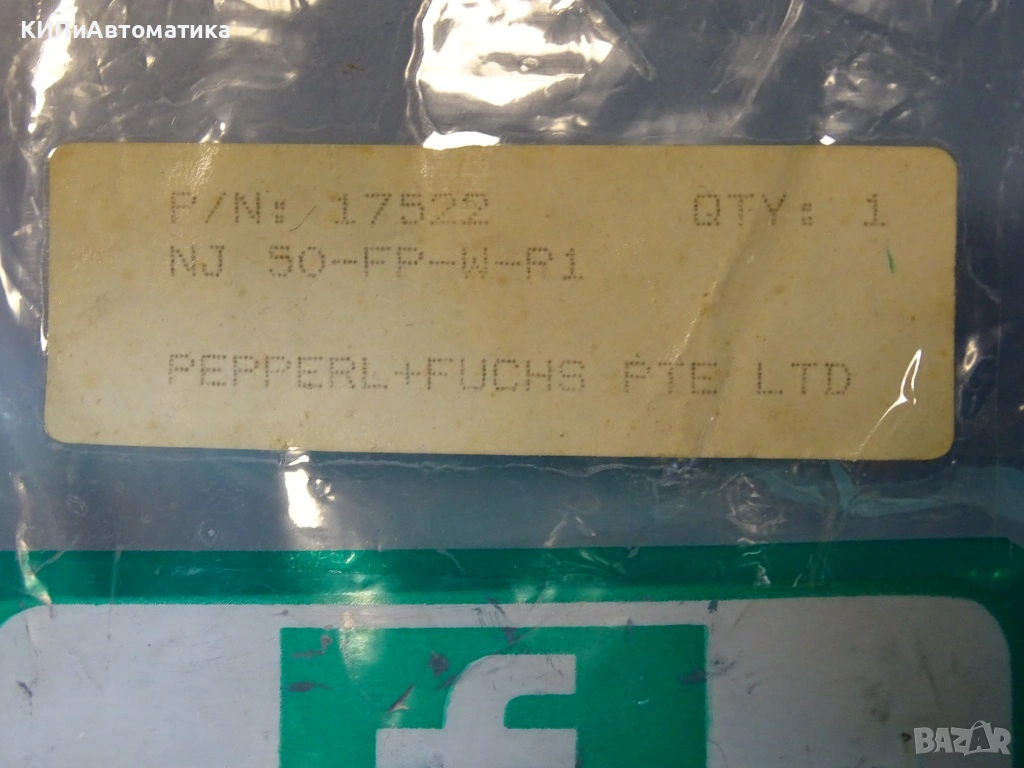 КИПиАвтоматика
P/N: 17522 QTY: 1
NJ 50-FP-W-P1
PEPPERL+FUCHS PTE LTD
f
BAZAR